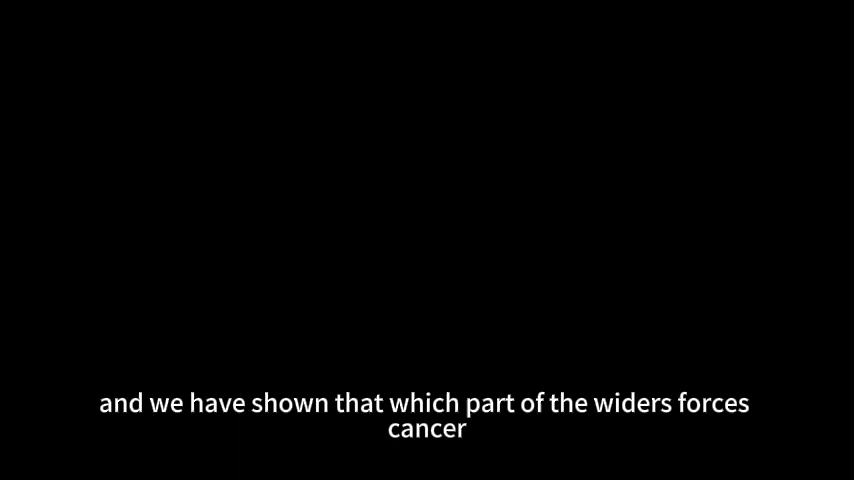 and we have shown that which part of the widers forces
cancer